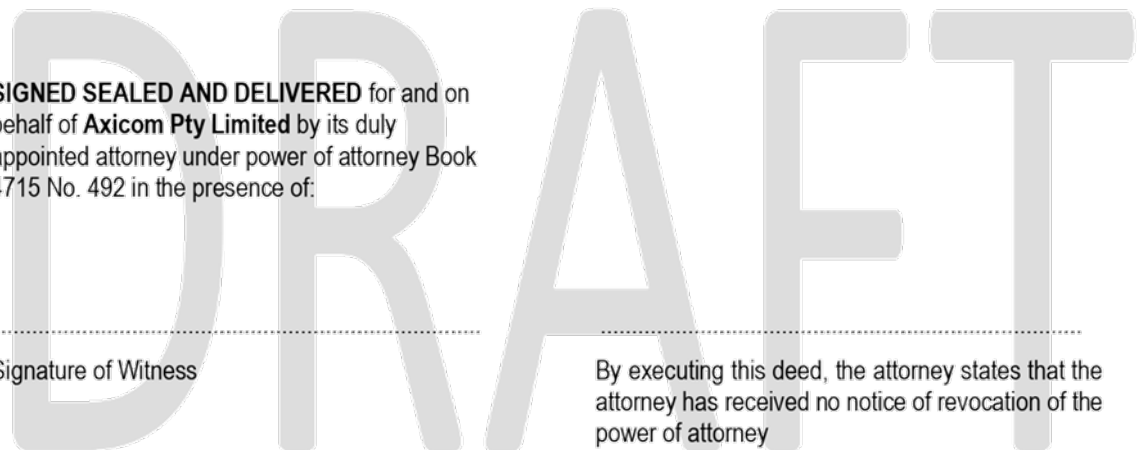 SIGNED SEALED AND DELIVERED for and on
behalf of Axicom Pty Limited by its duly
appointed attorney under power of attorney Book
4715 No. 492 in the presence of:
Signature of Witness
By executing this deed, the attorney states that the
attorney has received no notice of revocation of the
power of attorney
DRAFT